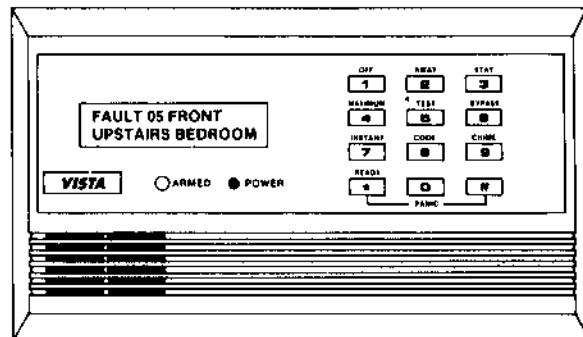 FAULT 05 FRONT
UPSTAIRS BEDROOM
VISTA
ARMED
POWER
OFF AWAY STAY
1 2 3
MAXIMUM TEST BYPASS
4 5 6
INSTANT CODE CHIME
7 8 9
READY
* 0 #
PANIC